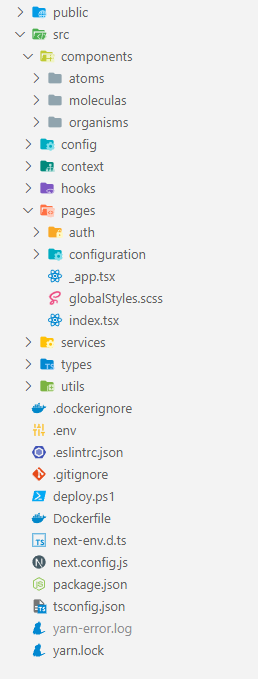 public
src
components
atoms
moleculas
organisms
config
context
hooks
pages
auth
configuration
_app.tsx
globalStyles.scss
index.tsx
services
types
utils
.dockerignore
.env
.eslintrc.json
.gitignore
deploy.ps1
Dockerfile
next-env.d.ts
next.config.js
package.json
tsconfig.json
yarn-error.log
yarn.lock